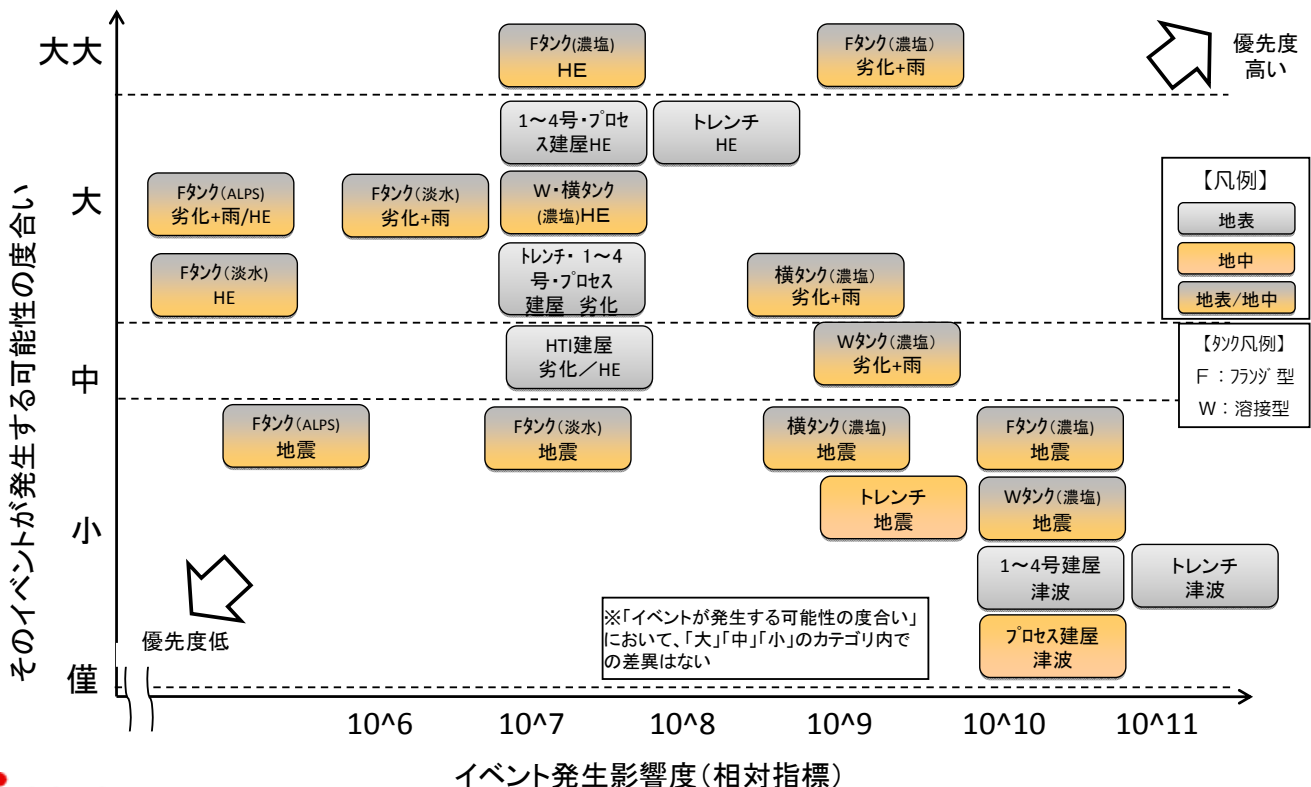 そのイベントが発生する可能性の度合い
大大
Fタンク(濃塩)
HE
Fタンク(濃塩)
劣化+雨
優先度
高い
大
1～4号・プロセ
ス建屋HE
トレンチ
HE
Fタンク(ALPS)
劣化+雨/HE
Fタンク(淡水)
劣化+雨
W・横タンク
(濃塩)HE
Fタンク(淡水)
HE
トレンチ・ 1～4
号・プロセス
建屋 劣化
横タンク(濃塩)
劣化+雨
【凡例】
地表
地中
地表/地中
中
HTI建屋
劣化／HE
Wタンク(濃塩)
劣化+雨
【タンク凡例】
F ：フランジ型
W：溶接型
小
Fタンク(ALPS)
地震
Fタンク(淡水)
地震
横タンク(濃塩)
地震
Fタンク(濃塩)
地震
トレンチ
地震
Wタンク(濃塩)
地震
1～4号建屋
津波
トレンチ
津波
プロセス建屋
津波
優先度低
※「イベントが発生する可能性の度合い」
において、「大」「中」「小」のカテゴリ内で
の差異はない
僅
10^6
10^7
10^8
10^9
10^10
10^11
イベント発生影響度(相対指標)